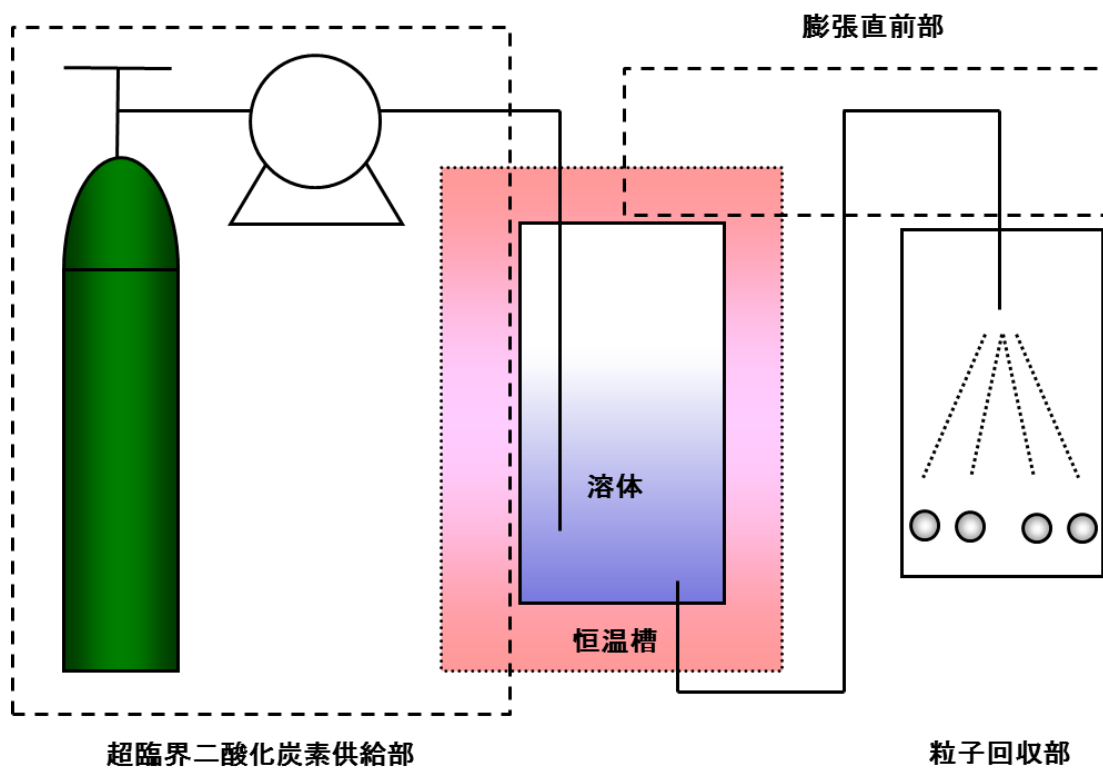 膨張直前部
溶体
恒温槽
超臨界二酸化炭素供給部
粒子回収部